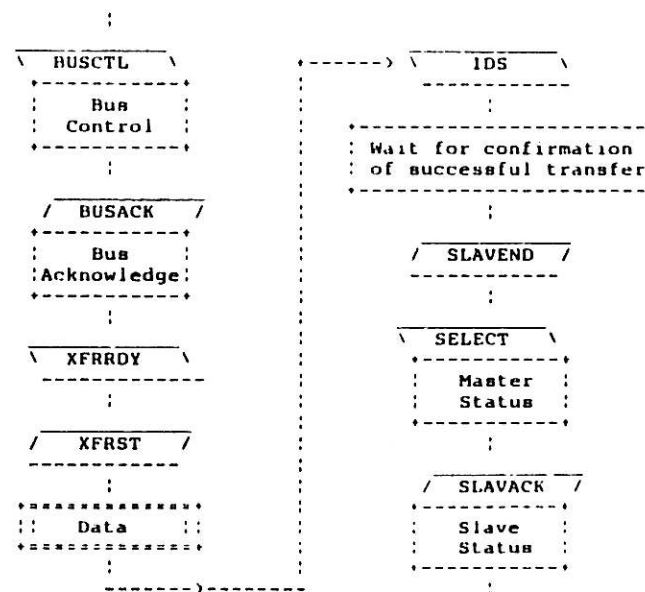 BUSCTL
Bus
Control
BUSACK
Bus
Acknowledge
XFRRDY
XFRST
Data
IDS
Wait for confirmation
of successful transfer
SLAVEND
SELECT
Master
Status
SLAVACK
Slave
Status